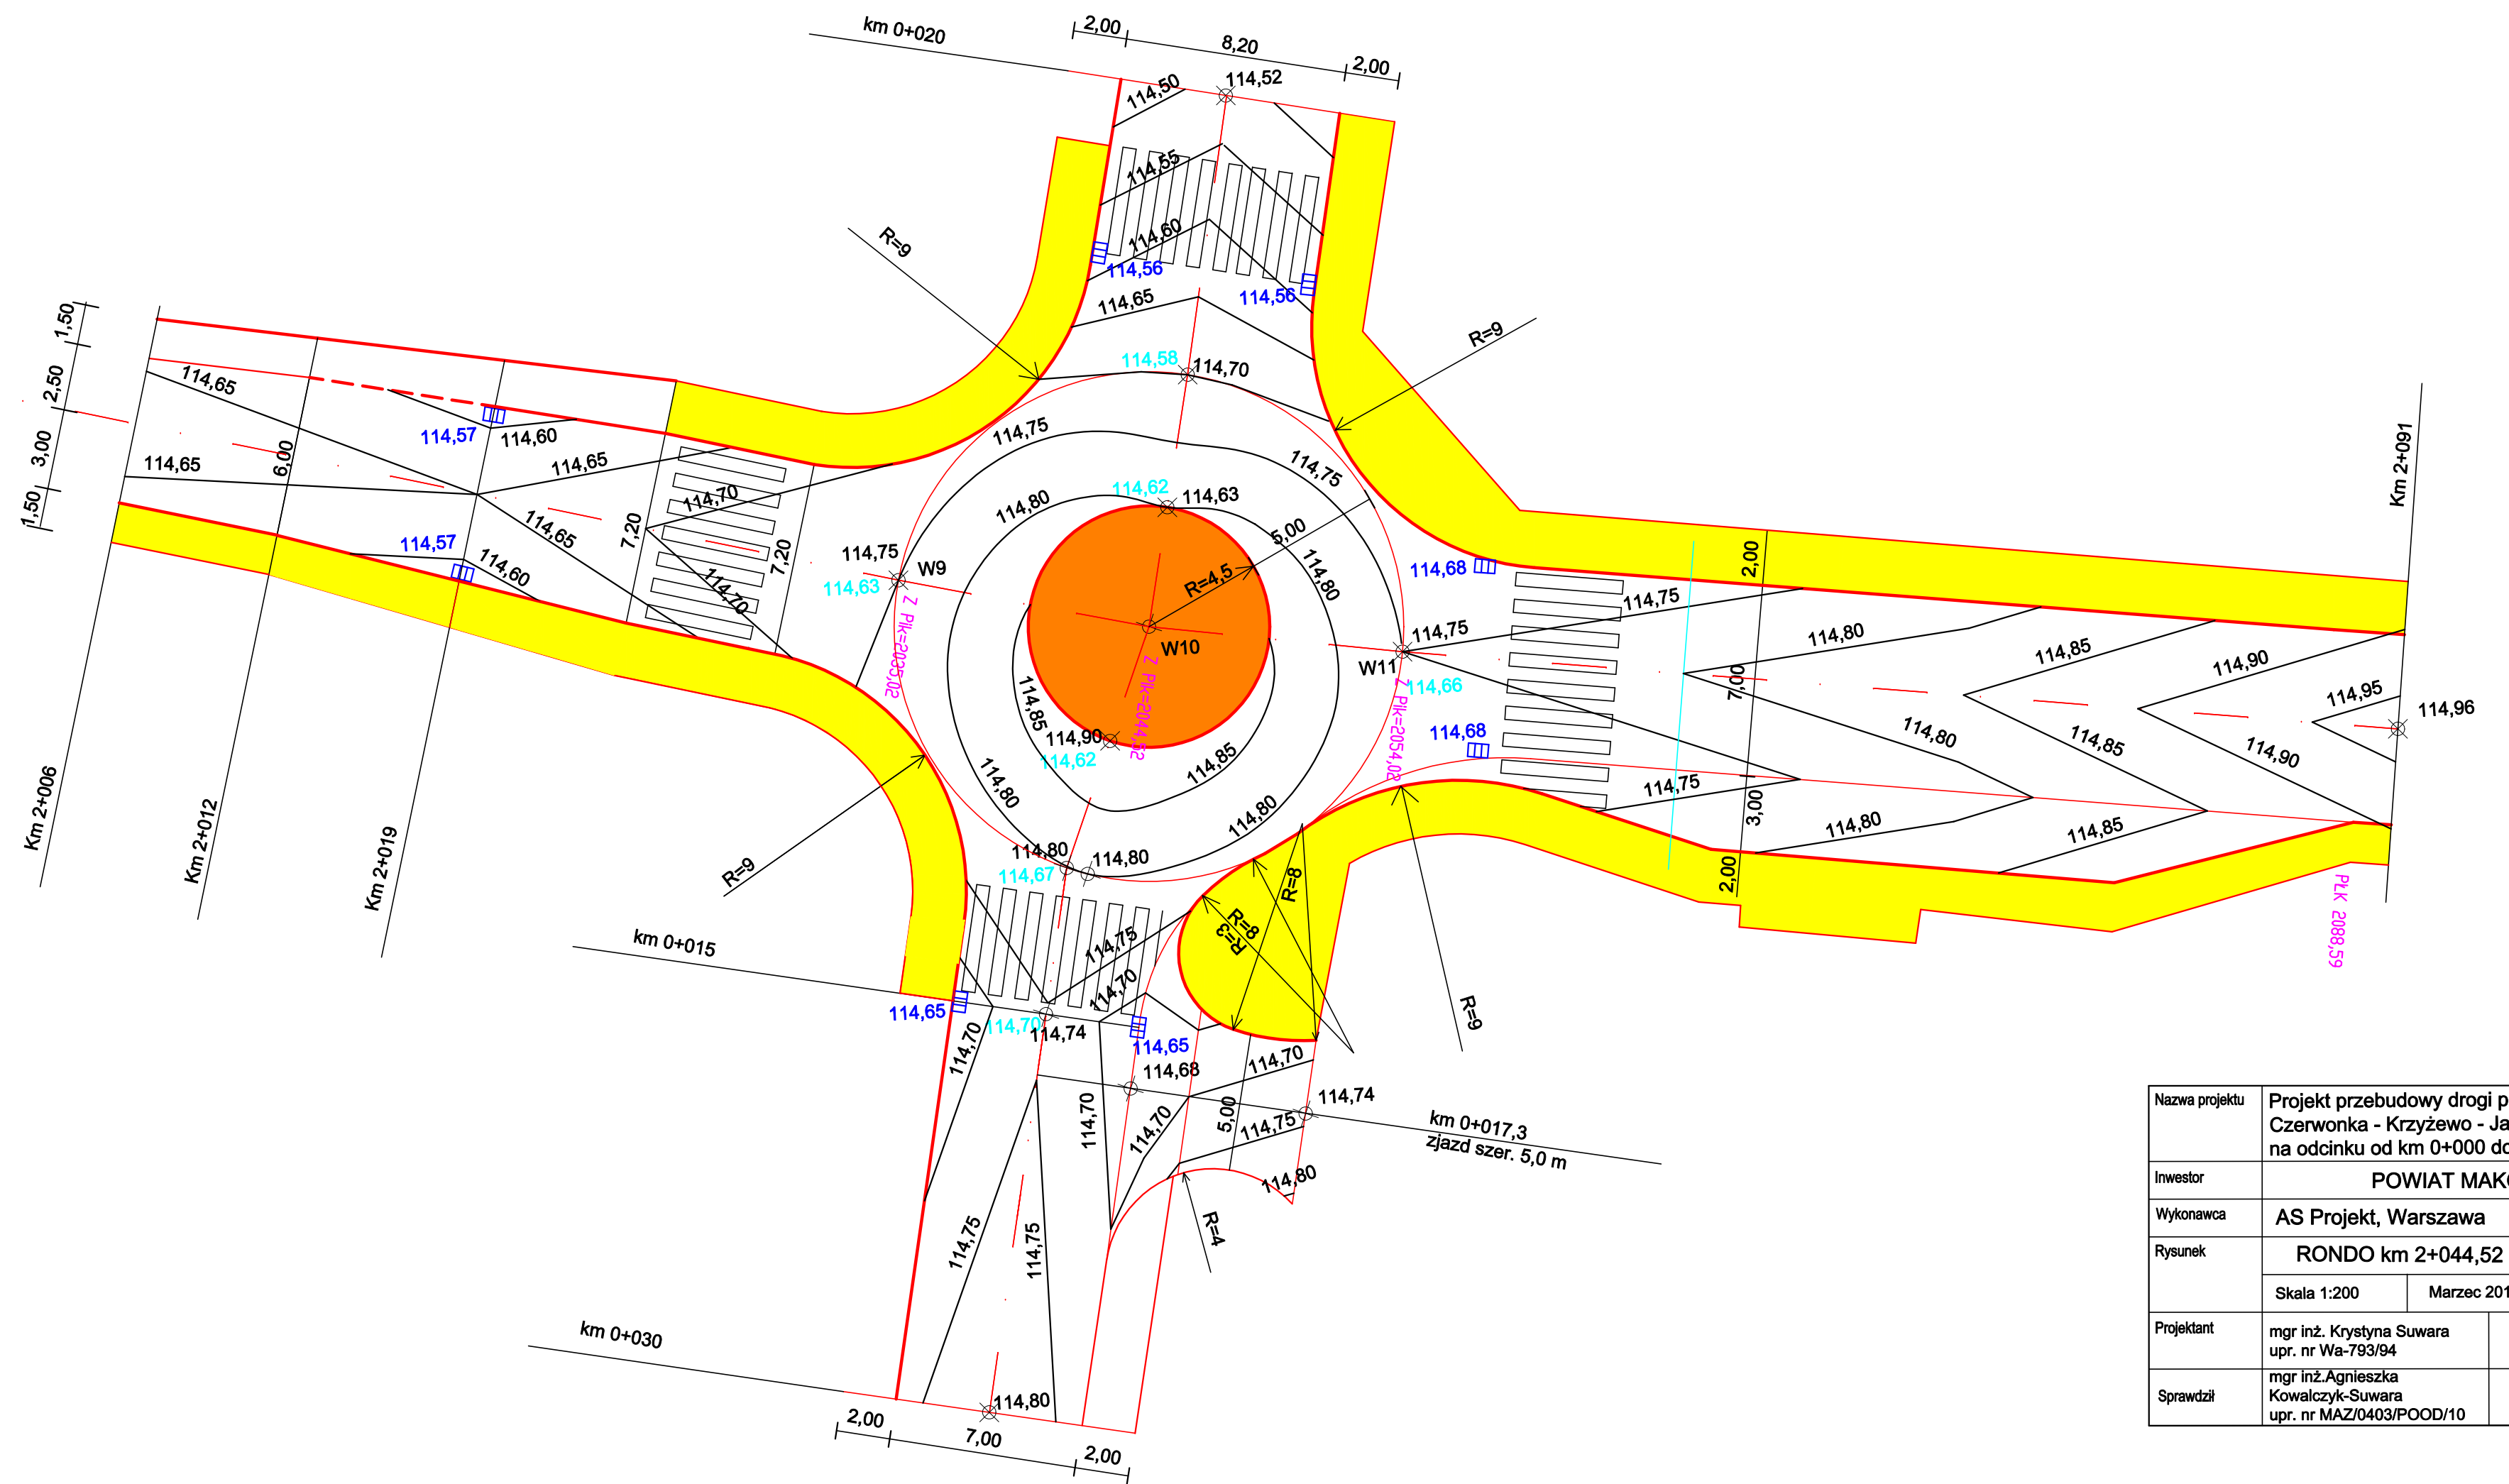 km 0+020
2,00
8,20
2,00
114,52
114,50
114,55
114,60
114,56
114,56
114,65
R=9
R=9
114,58
114,70
1,50
2,50
3,00
1,50
114,65
114,65
6,00
114,57
114,60
114,65
114,70
114,57
114,60
114,65
7,20
7,20
114,70
Km 2+006
Km 2+012
Km 2+019
114,75
114,75
114,80
114,62
114,63
5,00
114,80
R=4,5
114,75
W9
114,63
Z Plk=2035,02
W10
Z Plk=2044,52
114,85
114,90
114,62
114,85
114,80
114,80
114,68
114,75
W11
114,66
Z Plk=2054,02
114,68
114,75
2,00
114,80
114,85
114,90
114,95
114,96
Km 2+091
7,00
114,80
114,85
114,90
114,75
3,00
114,80
114,85
2,00
PŁK 2088,59
R=9
114,80
114,80
114,67
R=8
R=8
R=3
R=9
km 0+015
114,75
114,70
114,65
114,70
114,74
114,65
114,70
114,68
114,70
114,74
114,70
114,70
5,00
114,75
km 0+017,3
zjazd szer. 5,0 m
114,80
R=4
114,75
114,75
km 0+030
114,80
2,00
7,00
2,00
Nazwa projektu
Projekt przebudowy drogi p
Czerwonka - Krzyżewo - Ja
na odcinku od km 0+000 do
Inwestor
POWIAT MAK
Wykonawca
AS Projekt, Warszawa
Rysunek
RONDO km 2+044,52
Skala 1:200
Marzec 201
Projektant
mgr inż. Krystyna Suwara
upr. nr Wa-793/94
Sprawdził
mgr inż.Agnieszka
Kowalczyk-Suwara
upr. nr MAZ/0403/POOD/10